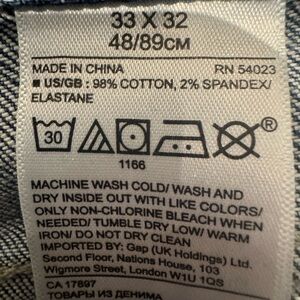 33 X 32
48/89СМ
MADE IN CHINA RN 54023
■ US/GB : 98% COTTON, 2% SPANDEX/
ELASTANE
30
®
1166
MACHINE WASH COLD/ WASH AND
DRY INSIDE OUT WITH LIKE COLORS/
ONLY NON-CHLORINE BLEACH WHEN
NEEDED/ TUMBLE DRY LOW/ WARM
IRON IF NEEDED/ DO NOT DRY CLEAN
IMPORTED BY: Gap (UK Holdings) Ltd.
Second Floor, Nations House, 103
Wigmore Street, London W1U 1QS
CA 17897
ТОВАРЫ ИЗ ДЕНИМА